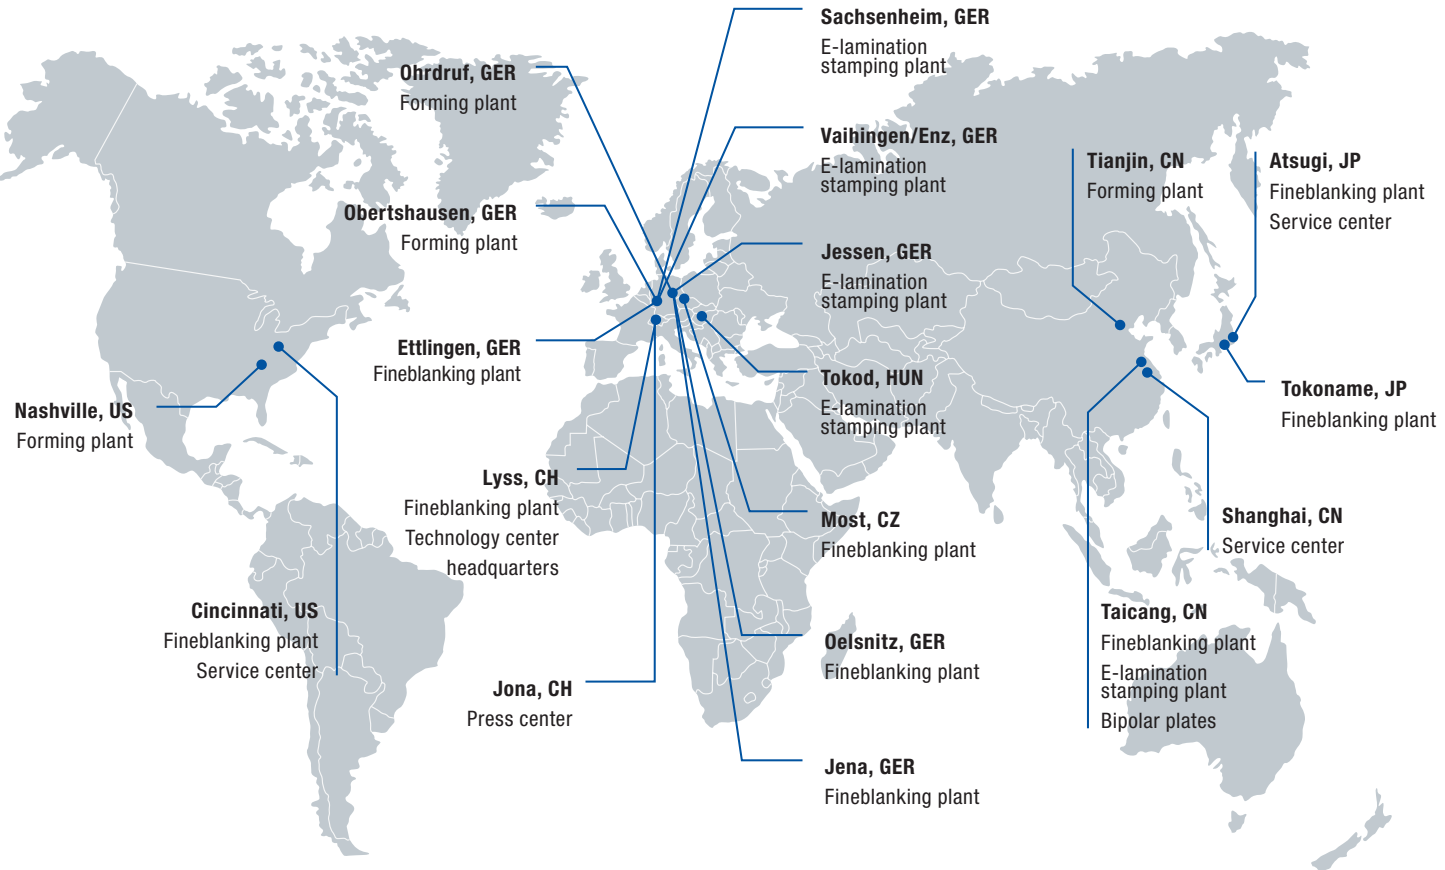 Sachsenheim, GER
E-lamination
stamping plant
Ohrdruf, GER
Forming plant
Vaihingen/Enz, GER
E-lamination
stamping plant
Tianjin, CN
Forming plant
Atsugi, JP
Fineblanking plant
Service center
Obertshausen, GER
Forming plant
Jessen, GER
E-lamination
stamping plant
Ettlingen, GER
Fineblanking plant
Tokod, HUN
E-lamination
stamping plant
Tokoname, JP
Fineblanking plant
Nashville, US
Forming plant
Lyss, CH
Fineblanking plant
Technology center
headquarters
Most, CZ
Fineblanking plant
Shanghai, CN
Service center
Cincinnati, US
Fineblanking plant
Service center
Taicang, CN
Fineblanking plant
E-lamination
stamping plant
Bipolar plates
Oelsnitz, GER
Fineblanking plant
Jona, CH
Press center
Jena, GER
Fineblanking plant